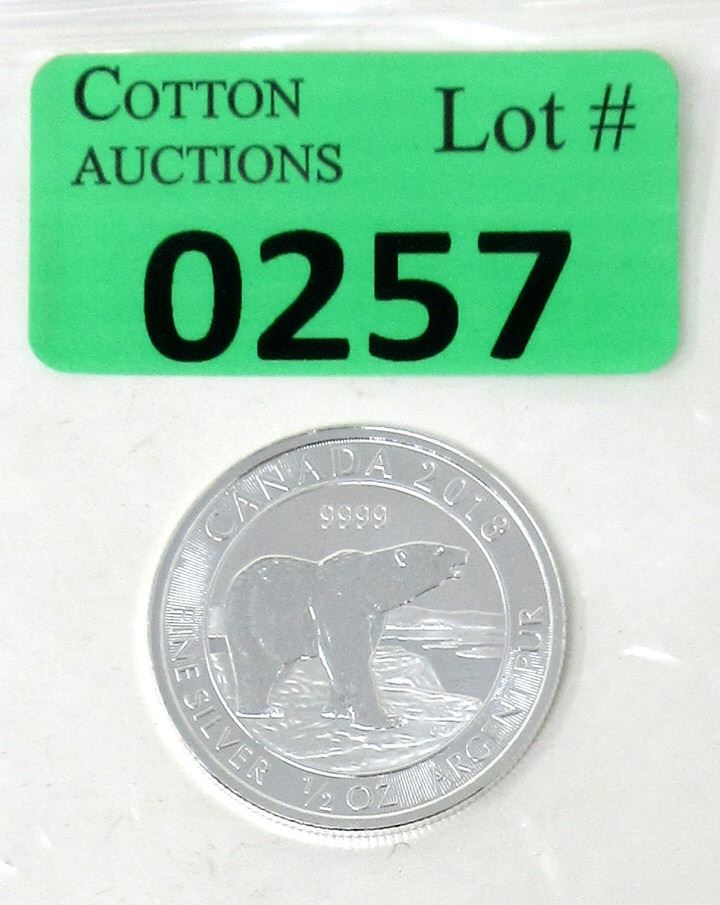 COTTON
AUCTIONS
Lot #
0257
CANADA 2018
9999
FINE SILVER 1/2 OZ ARGENT PUR